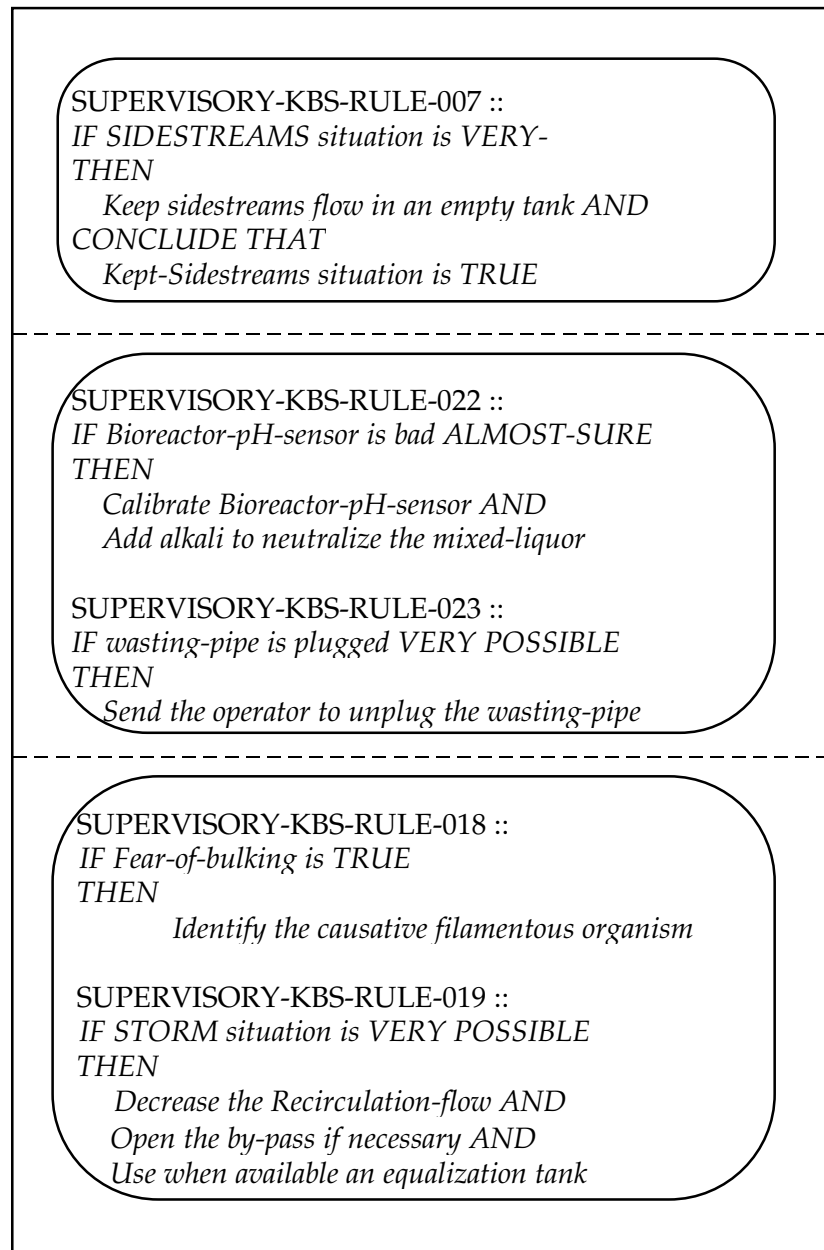 SUPERVISORY-KBS-RULE-007 ::
IF SIDESTREAMS situation is VERY-
THEN
Keep sidestreams flow in an empty tank AND
CONCLUDE THAT
Kept-Sidestreams situation is TRUE
SUPERVISORY-KBS-RULE-022 ::
IF Bioreactor-pH-sensor is bad ALMOST-SURE
THEN
Calibrate Bioreactor-pH-sensor AND
Add alkali to neutralize the mixed-liquor
SUPERVISORY-KBS-RULE-023 ::
IF wasting-pipe is plugged VERY POSSIBLE
THEN
Send the operator to unplug the wasting-pipe
SUPERVISORY-KBS-RULE-018 ::
IF Fear-of-bulking is TRUE
THEN
Identify the causative filamentous organism
SUPERVISORY-KBS-RULE-019 ::
IF STORM situation is VERY POSSIBLE
THEN
Decrease the Recirculation-flow AND
Open the by-pass if necessary AND
Use when available an equalization tank